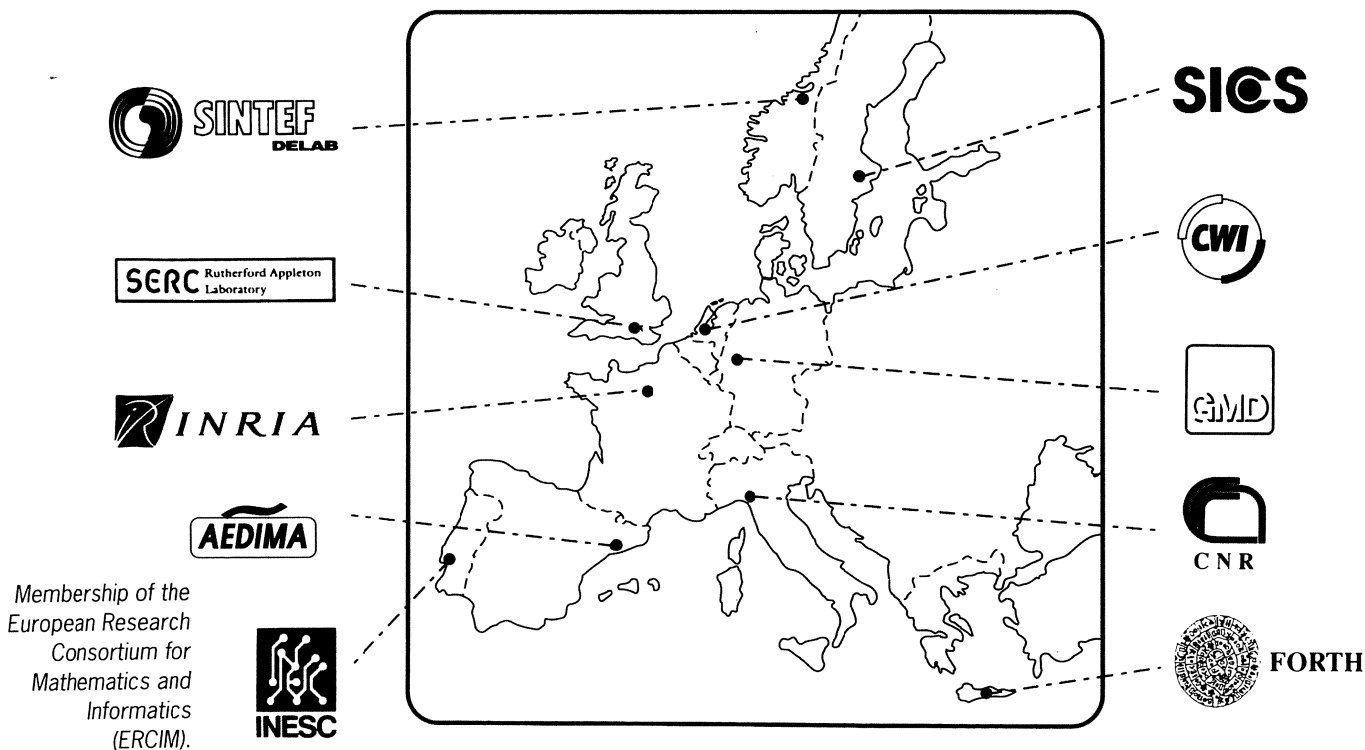 SINTEF
DELAB
SERC Rutherford Appleton
Laboratory
INRIA
AEDIMA
Membership of the
European Research
Consortium for
Mathematics and
Informatics
(ERCIM).
INESC
SICS
CWI
GMD
CNR
FORTH